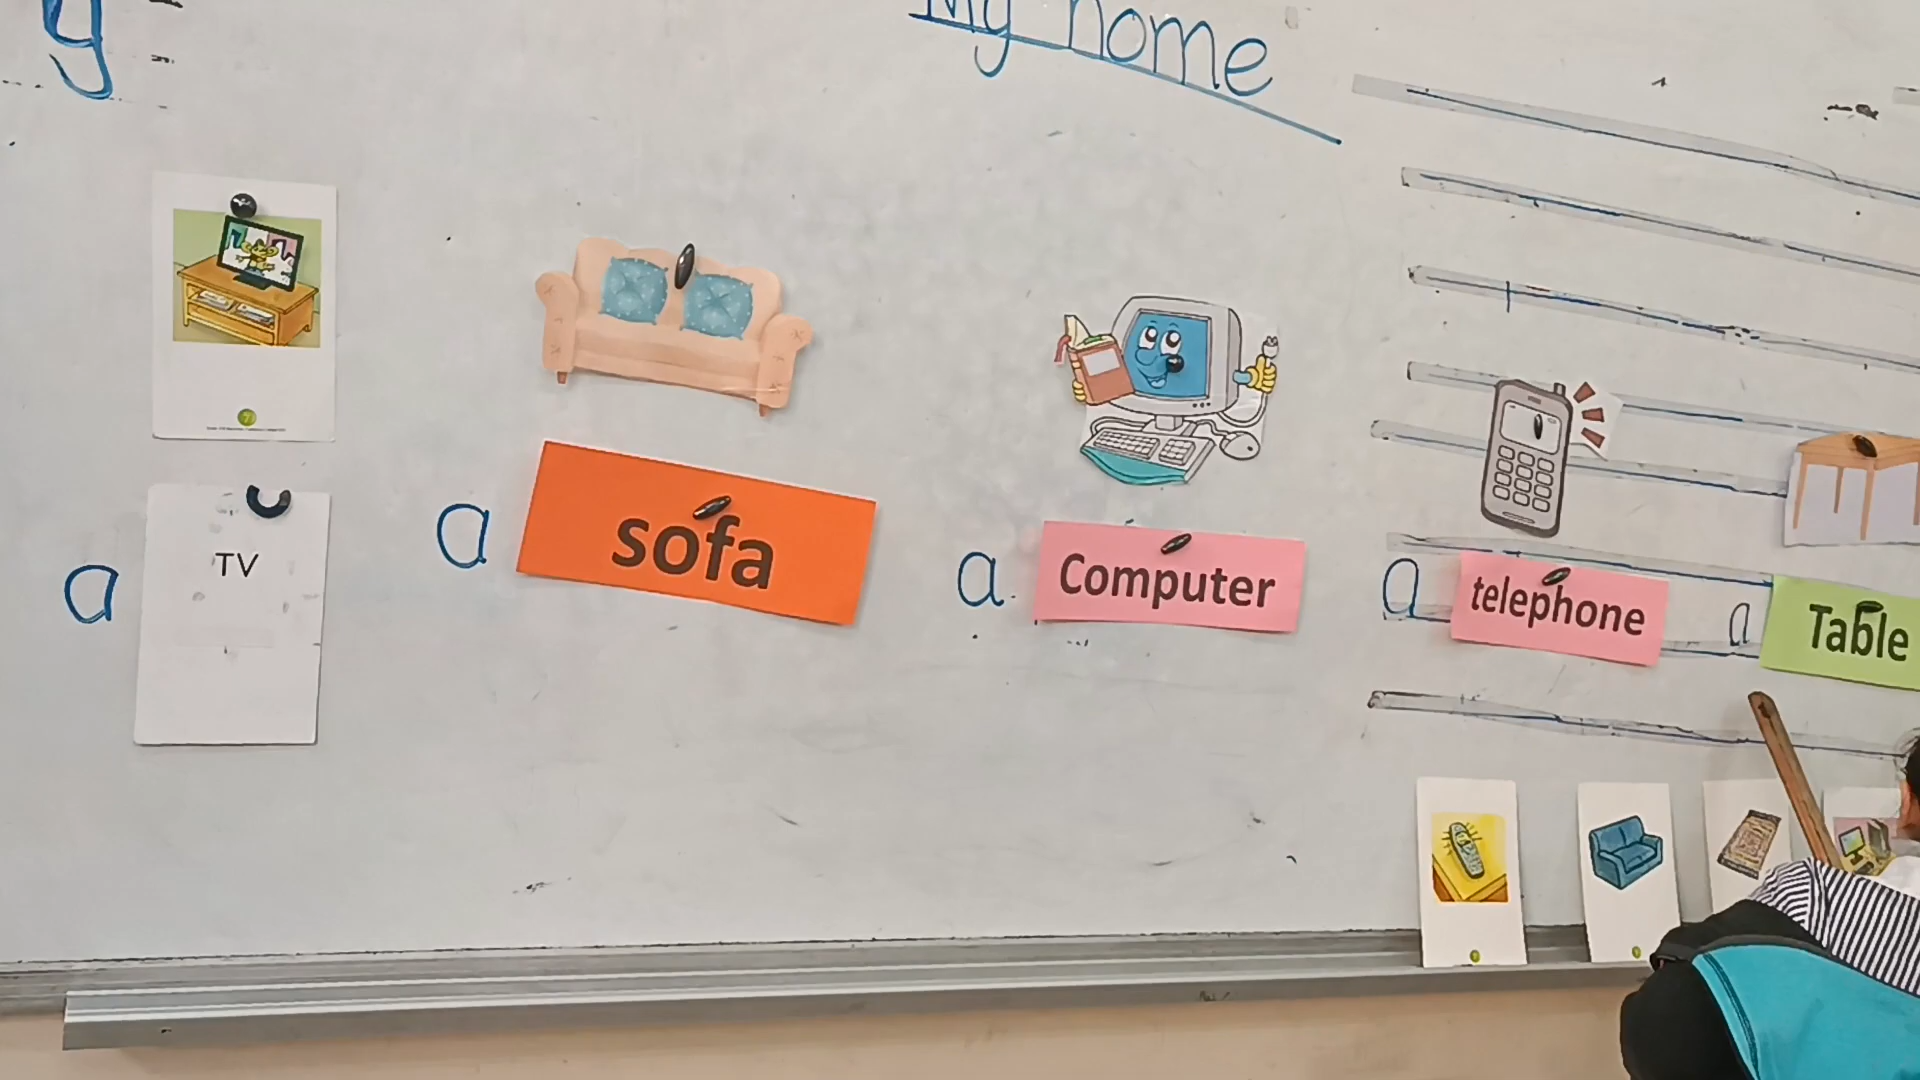 My home
a TV
a sofa
a Computer
a telephone
a Table